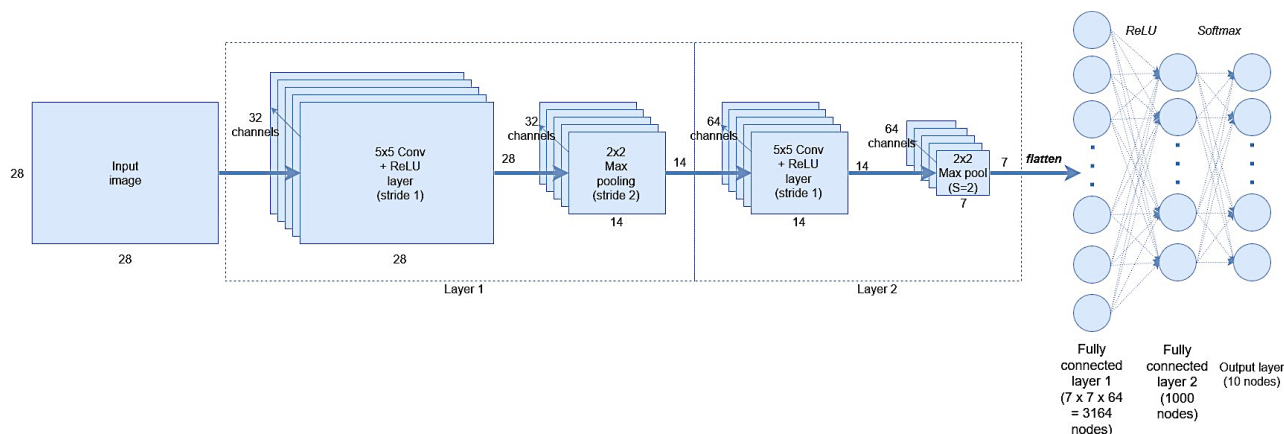 28
Input
image
28
32
channels
5x5 Conv
+ ReLU
layer
(stride 1)
28
28
32
channels
2x2
Max
pooling
(stride 2)
14
14
Layer 1
64
channels
5x5 Conv
+ ReLU
layer
(stride 1)
14
14
64
channels
2x2
Max pool
(S=2)
7
7
Layer 2
flatten
ReLU
Softmax
Fully
connected
layer 1
(7 x 7 x 64
= 3164
nodes)
Fully
connected
layer 2
(1000
nodes)
Output layer
(10 nodes)